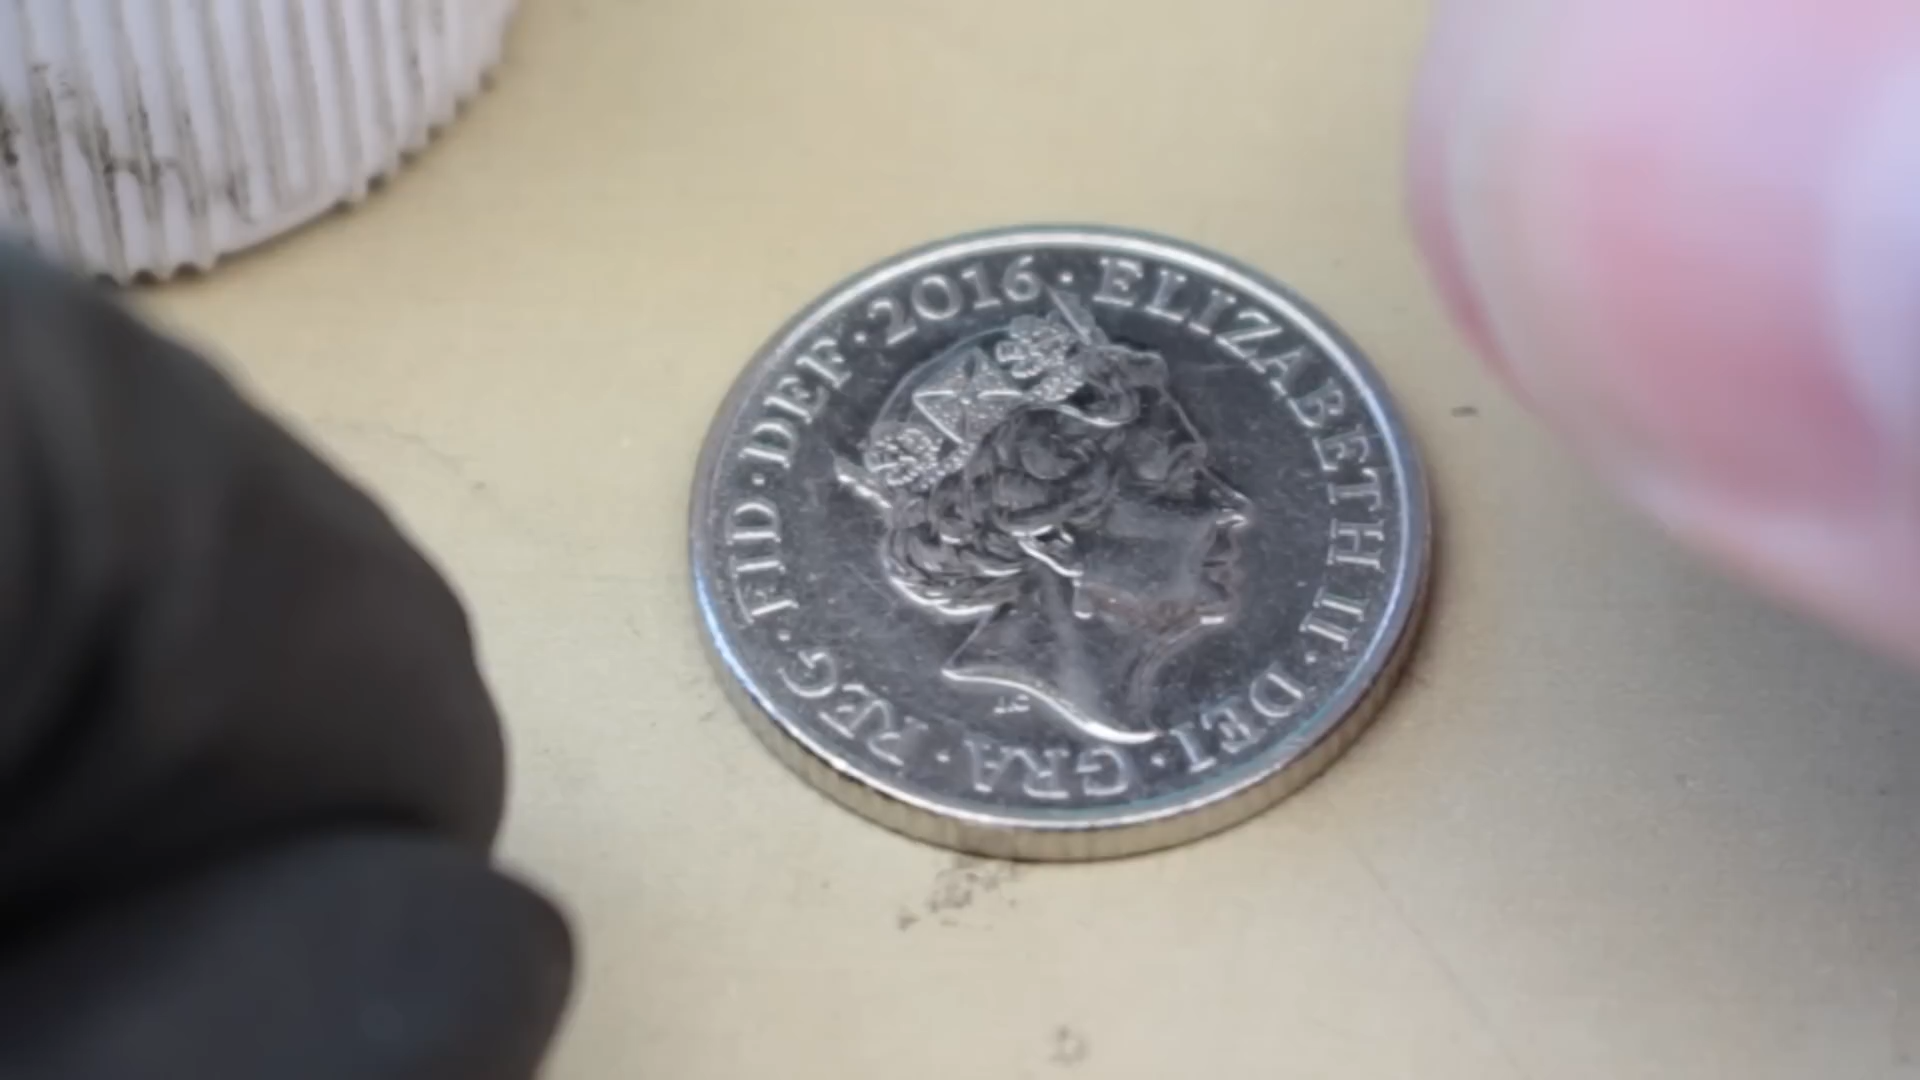 ELIZABETH II · DEI · GRA · REG · FID · DEF · 2016 ·